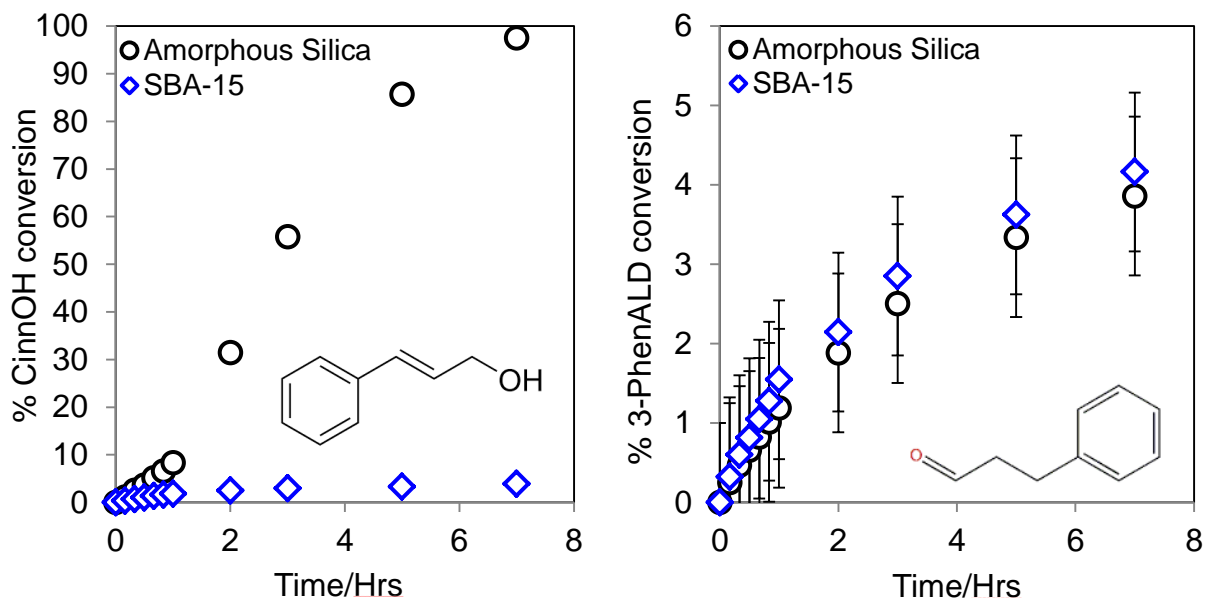 100
90
80
70
60
50
40
30
20
10
0
% CinnOH conversion
Amorphous Silica
SBA-15
OH
0
2
4
6
8
Time/Hrs
6
5
4
3
2
1
0
% 3-PhenALD conversion
Amorphous Silica
SBA-15
O
0
2
4
6
8
Time/Hrs